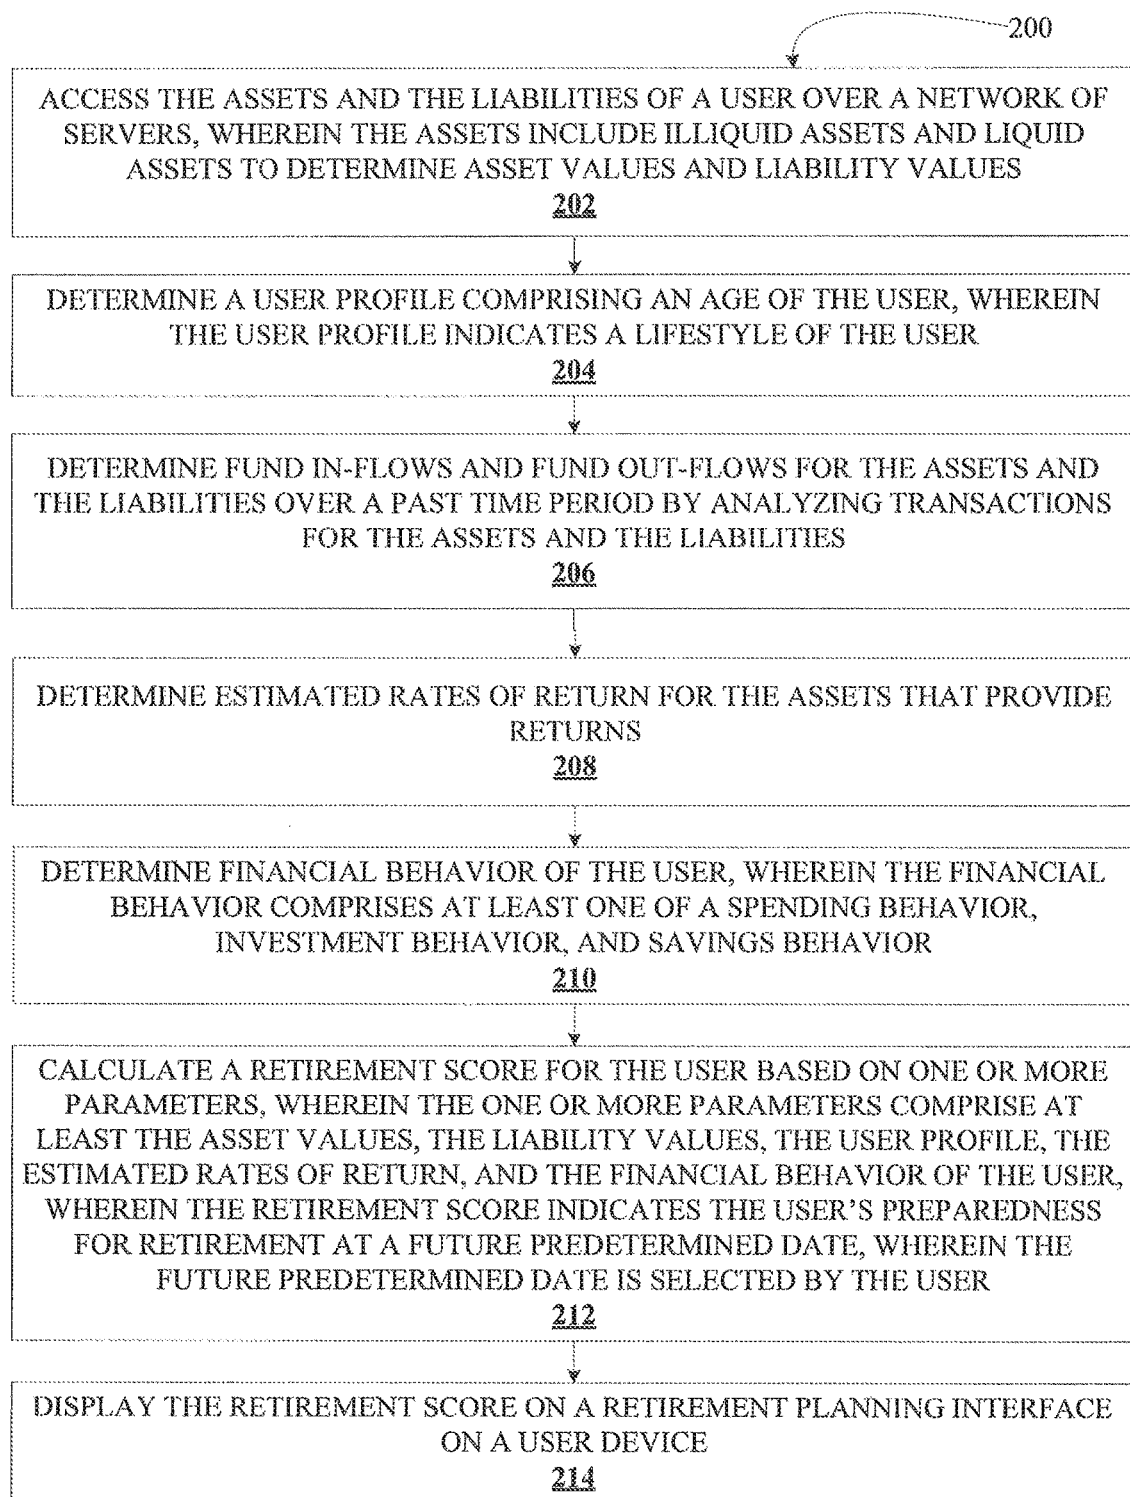 200
ACCESS THE ASSETS AND THE LIABILITIES OF A USER OVER A NETWORK OF
SERVERS, WHEREIN THE ASSETS INCLUDE ILLIQUID ASSETS AND LIQUID
ASSETS TO DETERMINE ASSET VALUES AND LIABILITY VALUES
202
DETERMINE A USER PROFILE COMPRISING AN AGE OF THE USER, WHEREIN
THE USER PROFILE INDICATES A LIFESTYLE OF THE USER
204
DETERMINE FUND IN-FLOWS AND FUND OUT-FLOWS FOR THE ASSETS AND
THE LIABILITIES OVER A PAST TIME PERIOD BY ANALYZING TRANSACTIONS
FOR THE ASSETS AND THE LIABILITIES
206
DETERMINE ESTIMATED RATES OF RETURN FOR THE ASSETS THAT PROVIDE
RETURNS
208
DETERMINE FINANCIAL BEHAVIOR OF THE USER, WHEREIN THE FINANCIAL
BEHAVIOR COMPRISES AT LEAST ONE OF A SPENDING BEHAVIOR,
INVESTMENT BEHAVIOR, AND SAVINGS BEHAVIOR
210
CALCULATE A RETIREMENT SCORE FOR THE USER BASED ON ONE OR MORE
PARAMETERS, WHEREIN THE ONE OR MORE PARAMETERS COMPRISE AT
LEAST THE ASSET VALUES, THE LIABILITY VALUES, THE USER PROFILE, THE
ESTIMATED RATES OF RETURN, AND THE FINANCIAL BEHAVIOR OF THE USER,
WHEREIN THE RETIREMENT SCORE INDICATES THE USER'S PREPAREDNESS
FOR RETIREMENT AT A FUTURE PREDETERMINED DATE, WHEREIN THE
FUTURE PREDETERMINED DATE IS SELECTED BY THE USER
212
DISPLAY THE RETIREMENT SCORE ON A RETIREMENT PLANNING INTERFACE
ON A USER DEVICE
214